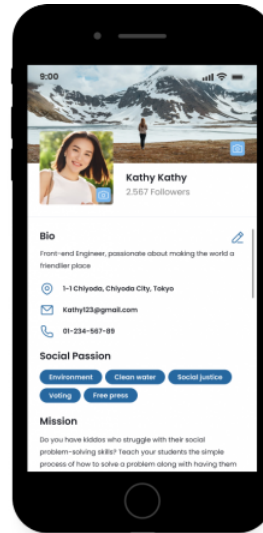 9:00
Kathy Kathy
2.567 Followers
Bio
Front-end Engineer, passionate about making the world a
friendlier place
1-1 Chiyoda, Chiyoda City, Tokyo
Kathy123@gmail.com
01-234-567-89
Social Passion
Environment Clean water Social justice
Voting Free press
Mission
Do you have kiddos who struggle with their social
problem-solving skills? Teach your students the simple
process of how to solve a problem along with having them